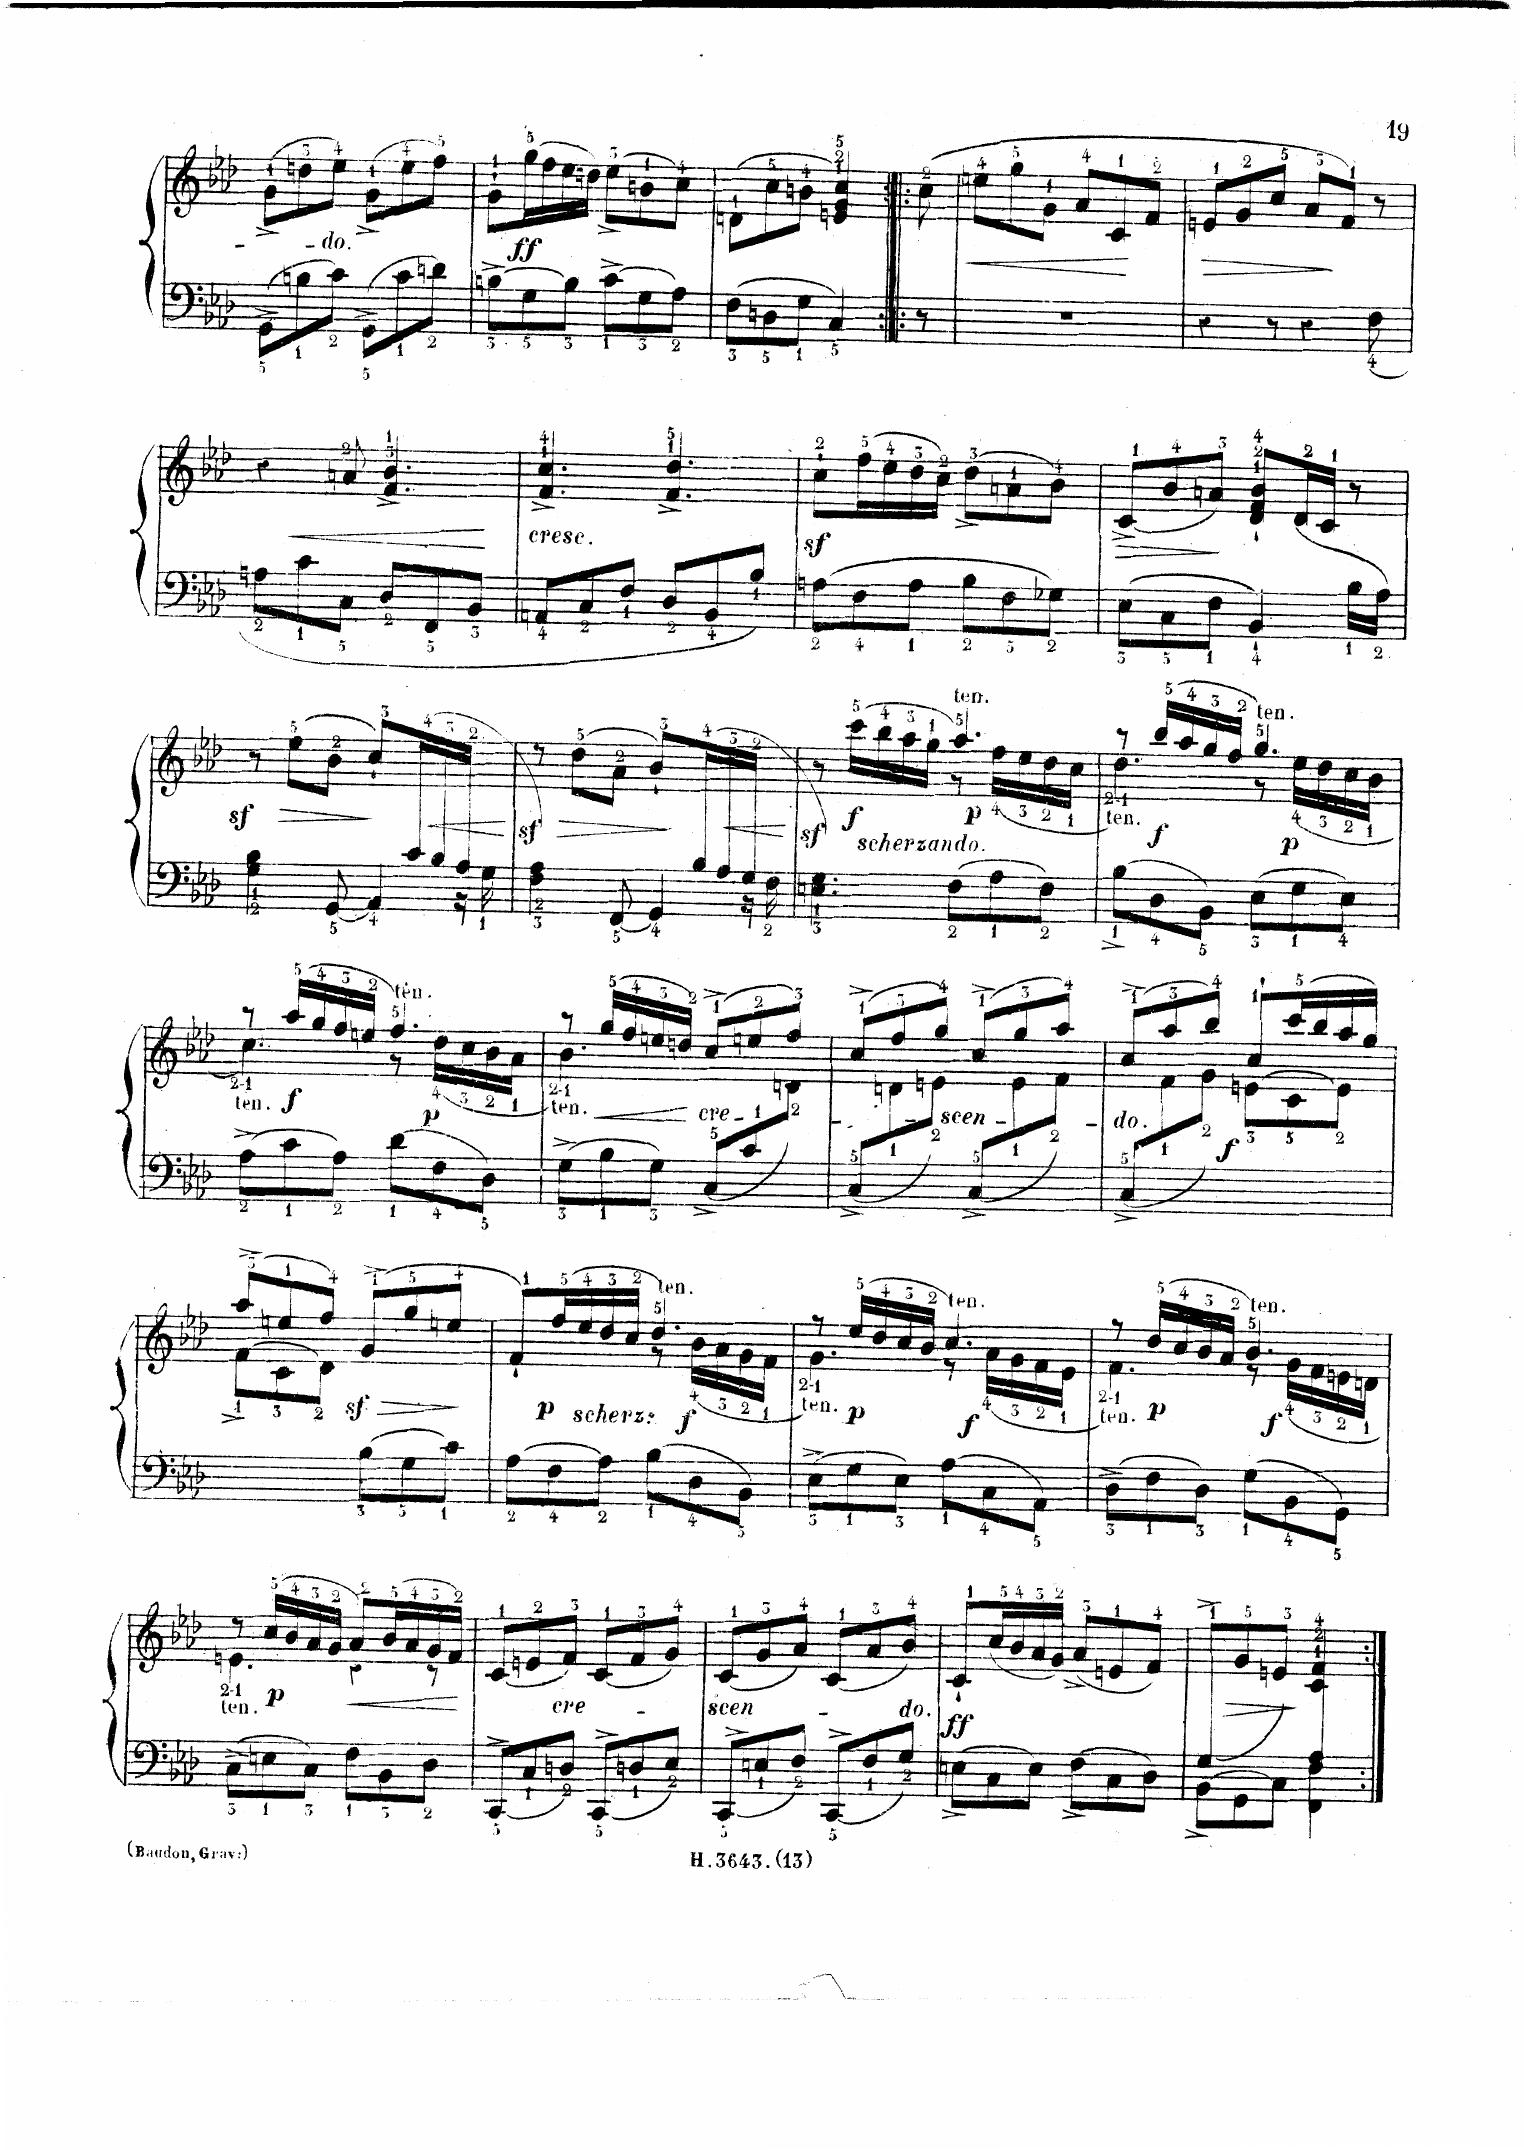 19
- - do.
ff
cresc.
sf
ten.
ten.
sf
sf
sf
f
scherzando.
p
ten.
f
p
ten.
ten.
f
p
ten.
cre -
- - scen - -
do.
f
ten.
ten.
ten.
sf
p
scherz:
f
ten.
p
f
ten.
p
f
ten.
p
cre -
scen -
do.
ff
(Baudon, Grav:)
H. 3643. (13)